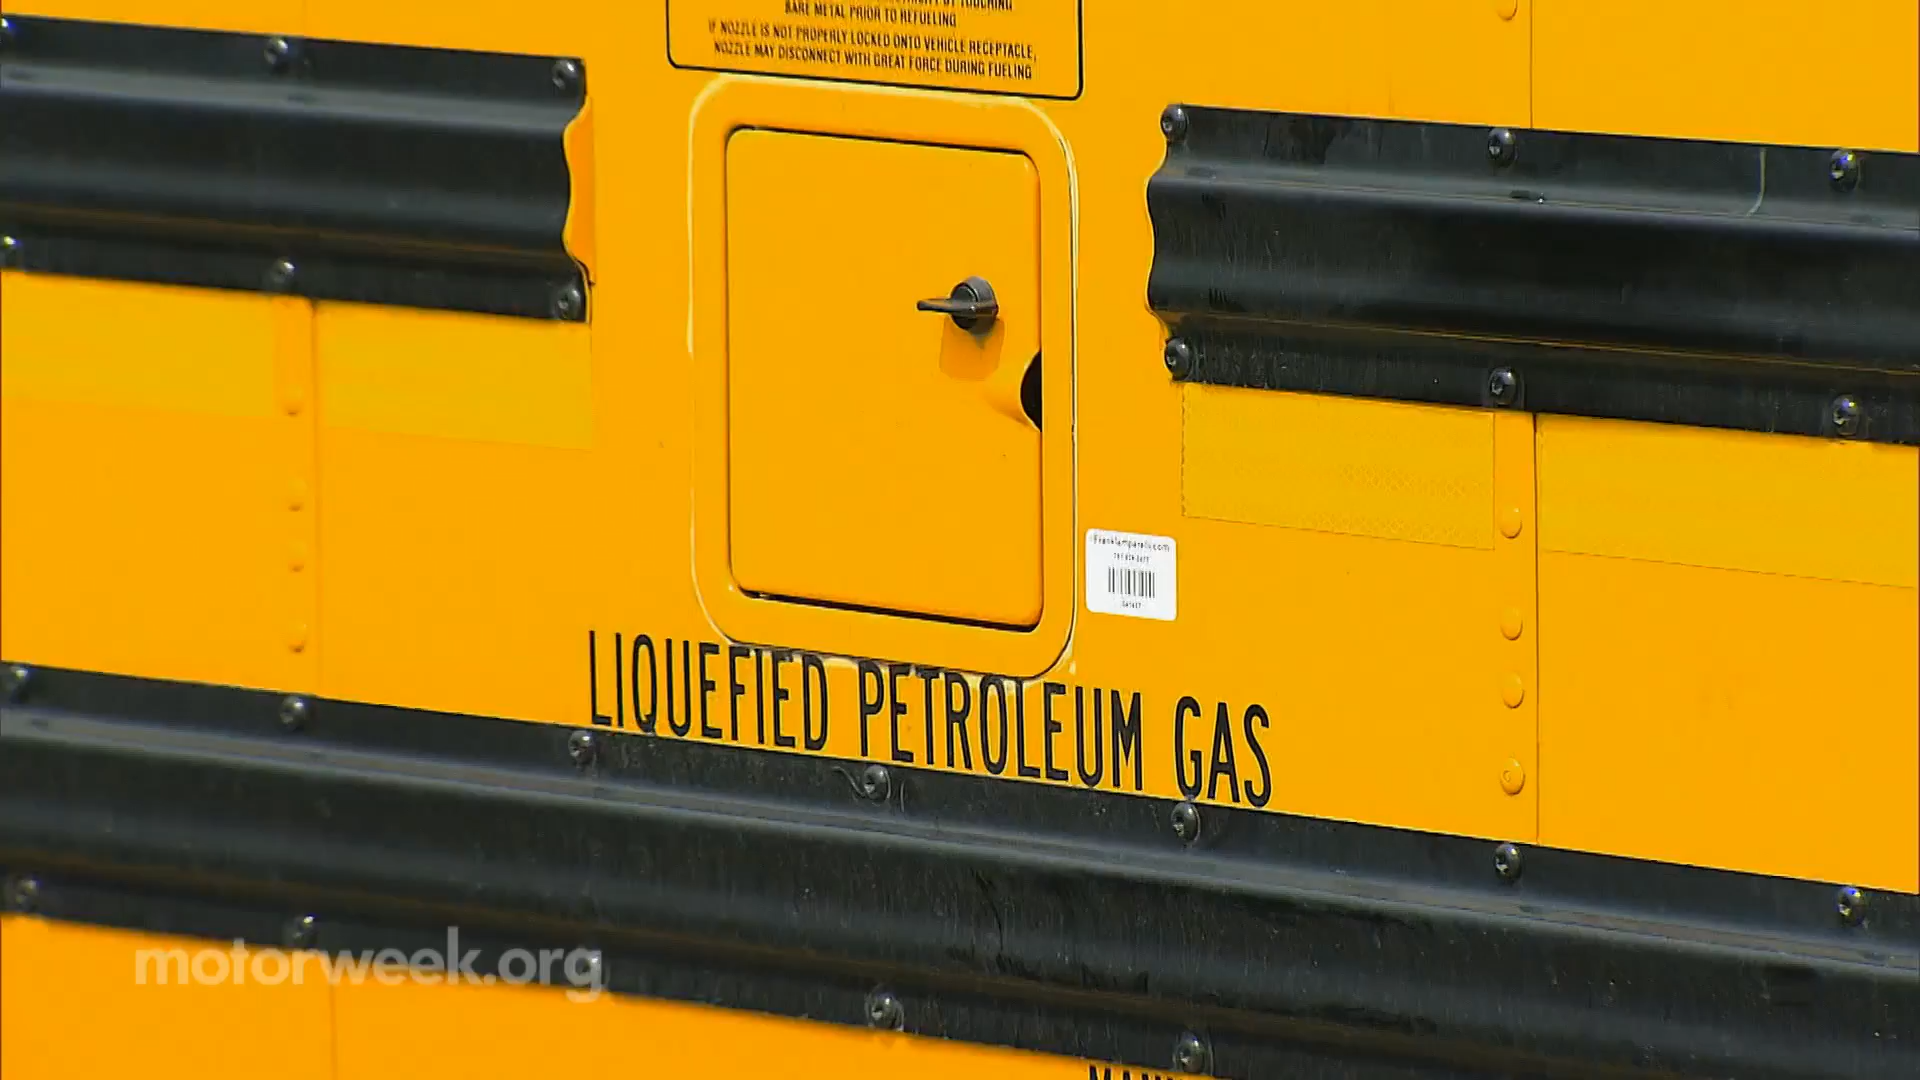 TOUCHING
BARE METAL PRIOR TO REFUELING
IF NOZZLE IS NOT PROPERLY LOCKED ONTO VEHICLE RECEPTACLE,
NOZZLE MAY DISCONNECT WITH GREAT FORCE DURING FUELING
LIQUEFIED PETROLEUM GAS
motorweek.org